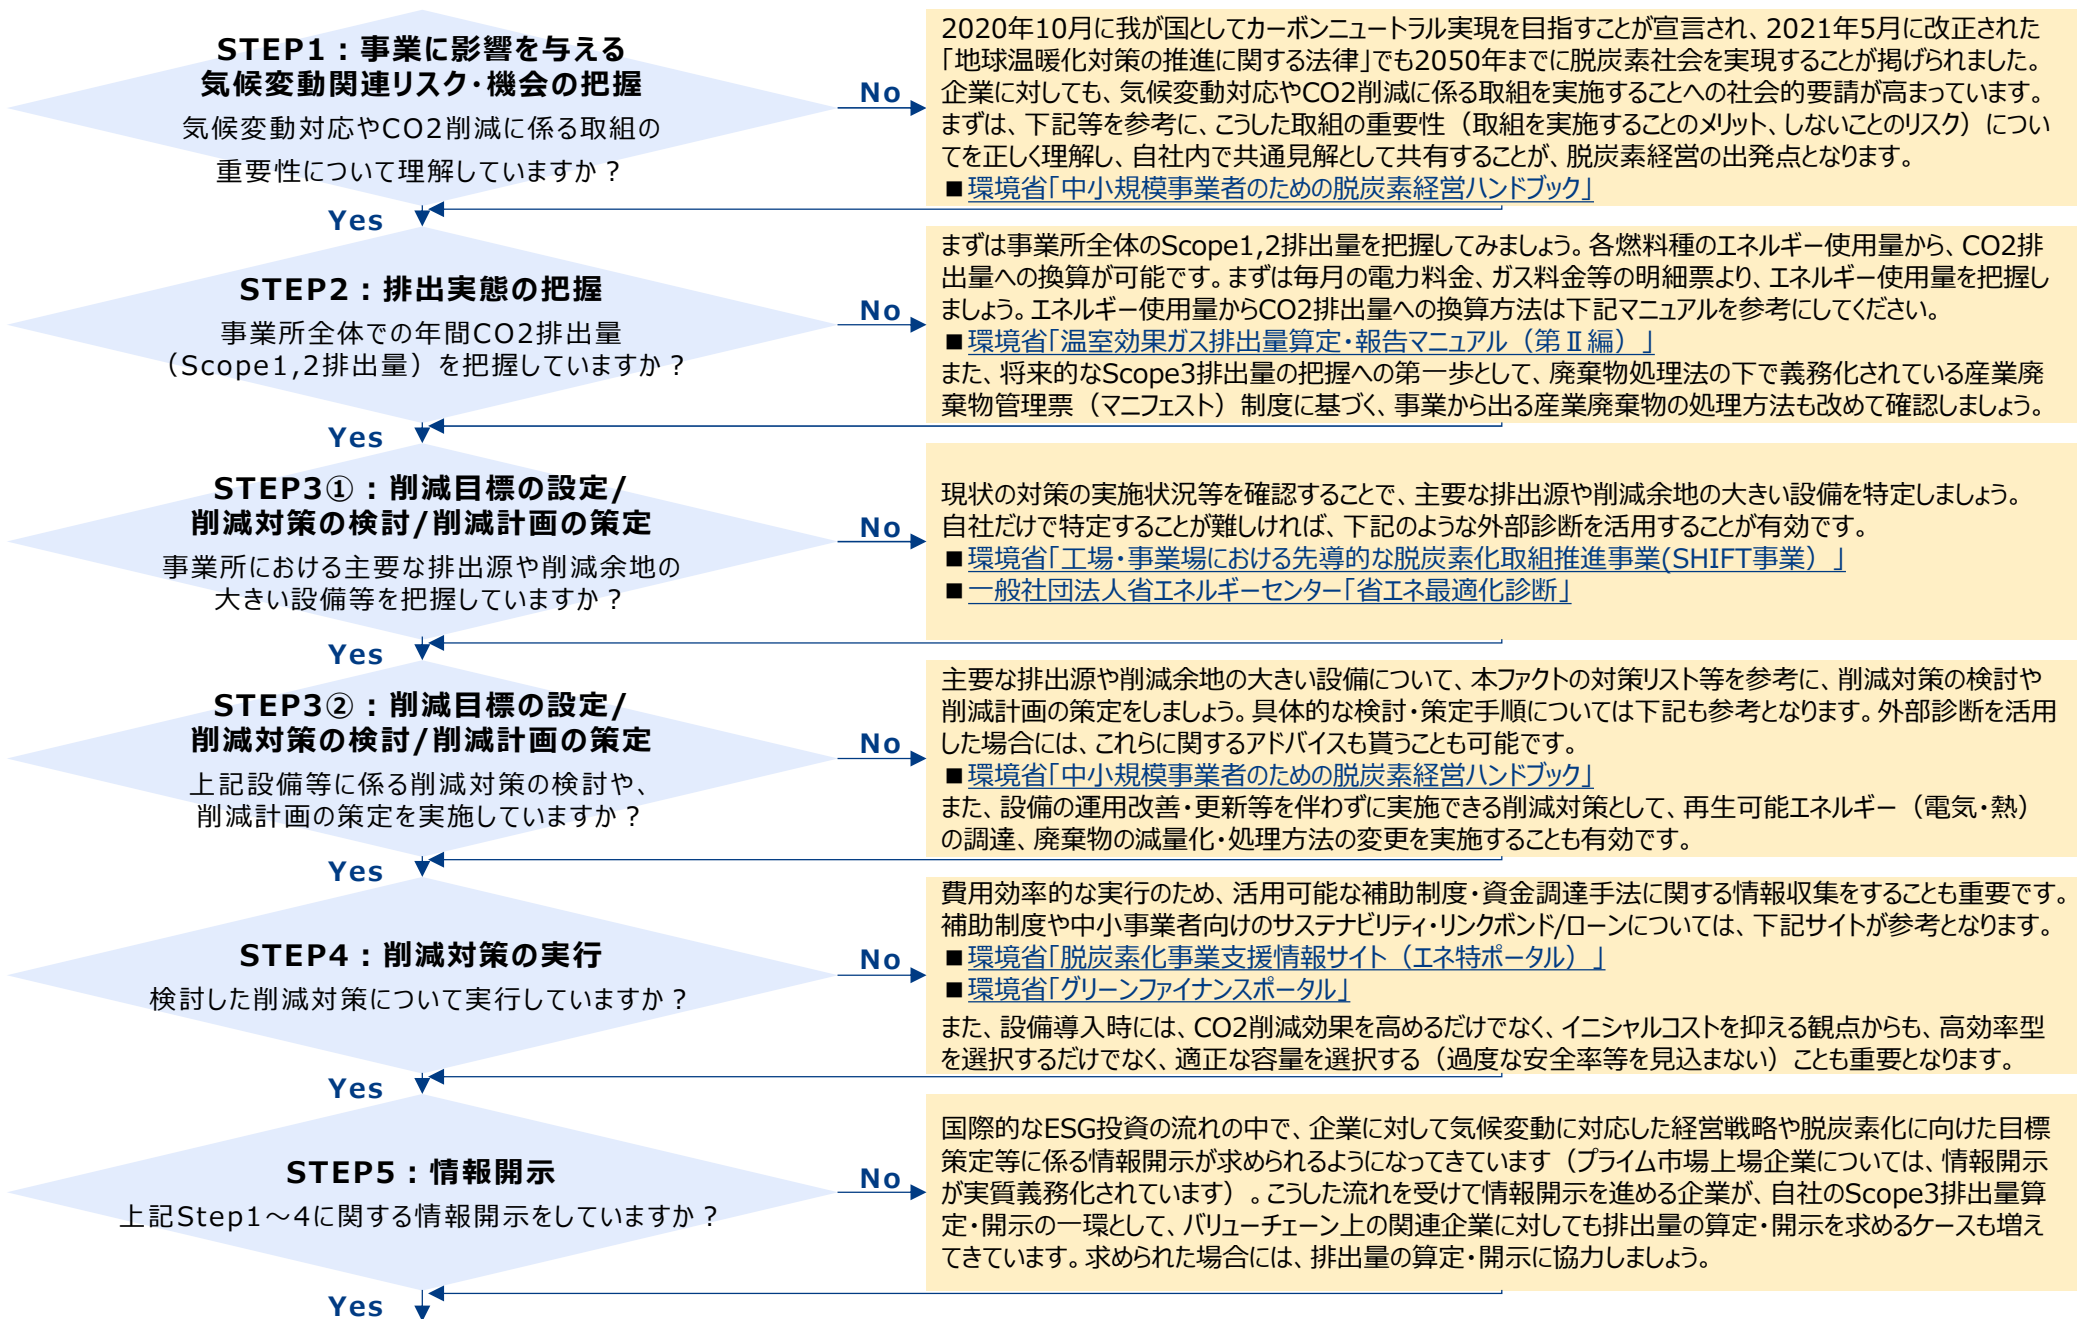 STEP1：事業に影響を与える
気候変動関連リスク・機会の把握
気候変動対応やCO2削減に係る取組の
重要性について理解していますか？
No
2020年10月に我が国としてカーボンニュートラル実現を目指すことが宣言され、2021年5月に改正された
「地球温暖化対策の推進に関する法律」でも2050年までに脱炭素社会を実現することが掲げられました。
企業に対しても、気候変動対応やCO2削減に係る取組を実施することへの社会的要請が高まっています。
まずは、下記等を参考に、こうした取組の重要性（取組を実施することのメリット、しないことのリスク）につい
てを正しく理解し、自社内で共通見解として共有することが、脱炭素経営の出発点となります。
■環境省「中小規模事業者のための脱炭素経営ハンドブック」
Yes
STEP2：排出実態の把握
事業所全体での年間CO2排出量
（Scope1,2排出量）を把握していますか？
No
まずは事業所全体のScope1,2排出量を把握してみましょう。各燃料種のエネルギー使用量から、CO2排
出量への換算が可能です。まずは毎月の電力料金、ガス料金等の明細票より、エネルギー使用量を把握し
ましょう。エネルギー使用量からCO2排出量への換算方法は下記マニュアルを参考にしてください。
■環境省「温室効果ガス排出量算定・報告マニュアル（第Ⅱ編）」
また、将来的なScope3排出量の把握への第一歩として、廃棄物処理法の下で義務化されている産業廃
棄物管理票（マニフェスト）制度に基づく、事業から出る産業廃棄物の処理方法も改めて確認しましょう。
Yes
STEP3①：削減目標の設定/
削減対策の検討/削減計画の策定
事業所における主要な排出源や削減余地の
大きい設備等を把握していますか？
No
現状の対策の実施状況等を確認することで、主要な排出源や削減余地の大きい設備を特定しましょう。
自社だけで特定することが難しければ、下記のような外部診断を活用することが有効です。
■環境省「工場・事業場における先導的な脱炭素化取組推進事業(SHIFT事業）」
■一般社団法人省エネルギーセンター「省エネ最適化診断」
Yes
STEP3②：削減目標の設定/
削減対策の検討/削減計画の策定
上記設備等に係る削減対策の検討や、
削減計画の策定を実施していますか？
No
主要な排出源や削減余地の大きい設備について、本ファクトの対策リスト等を参考に、削減対策の検討や
削減計画の策定をしましょう。具体的な検討・策定手順については下記も参考となります。外部診断を活用
した場合には、これらに関するアドバイスも貰うことも可能です。
■環境省「中小規模事業者のための脱炭素経営ハンドブック」
また、設備の運用改善・更新等を伴わずに実施できる削減対策として、再生可能エネルギー（電気・熱）
の調達、廃棄物の減量化・処理方法の変更を実施することも有効です。
Yes
STEP4：削減対策の実行
検討した削減対策について実行していますか？
No
費用効率的な実行のため、活用可能な補助制度・資金調達手法に関する情報収集をすることも重要です。
補助制度や中小事業者向けのサステナビリティ・リンクボンド/ローンについては、下記サイトが参考となります。
■環境省「脱炭素化事業支援情報サイト（エネ特ポータル）」
■環境省「グリーンファイナンスポータル」
また、設備導入時には、CO2削減効果を高めるだけでなく、イニシャルコストを抑える観点からも、高効率型
を選択するだけでなく、適正な容量を選択する（過度な安全率等を見込まない）ことも重要となります。
Yes
STEP5：情報開示
上記Step1～4に関する情報開示をしていますか？
No
国際的なESG投資の流れの中で、企業に対して気候変動に対応した経営戦略や脱炭素化に向けた目標
策定等に係る情報開示が求められるようになってきています（プライム市場上場企業については、情報開示
が実質義務化されています）。こうした流れを受けて情報開示を進める企業が、自社のScope3排出量算
定・開示の一環として、バリューチェーン上の関連企業に対しても排出量の算定・開示を求めるケースも増え
てきています。求められた場合には、排出量の算定・開示に協力しましょう。
Yes